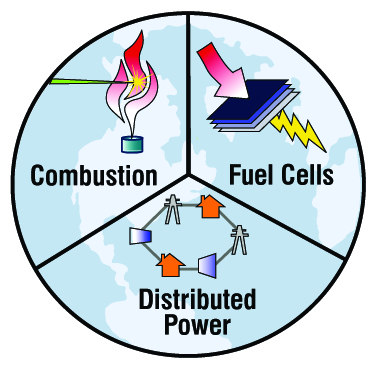 Combustion
Fuel Cells
Distributed
Power